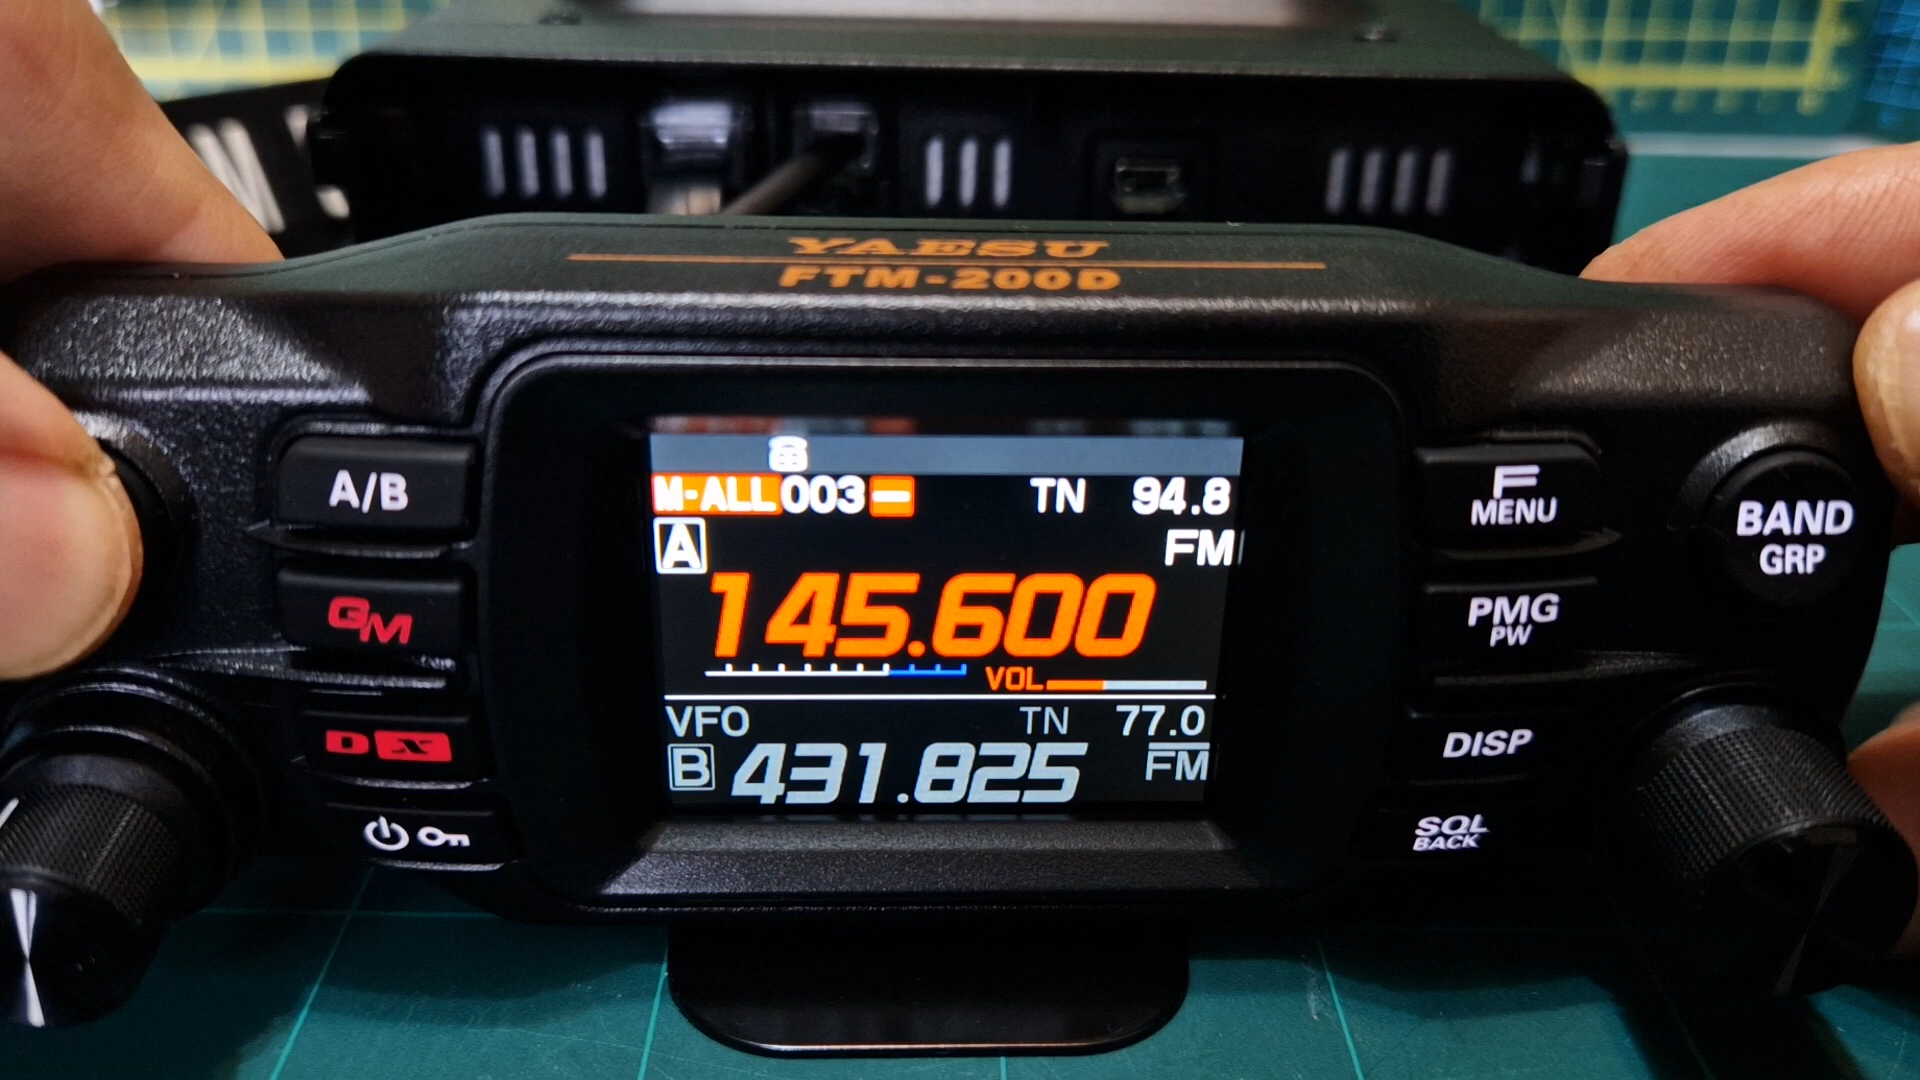 YAESU
FTM-200D
A/B
GM
DX
M-ALL 003 TN 94.8
A FM
145.600
VOL
VFO TN 77.0
B 431.825 FM
F
MENU
PMG
PW
DISP
SQL
BACK
BAND
GRP